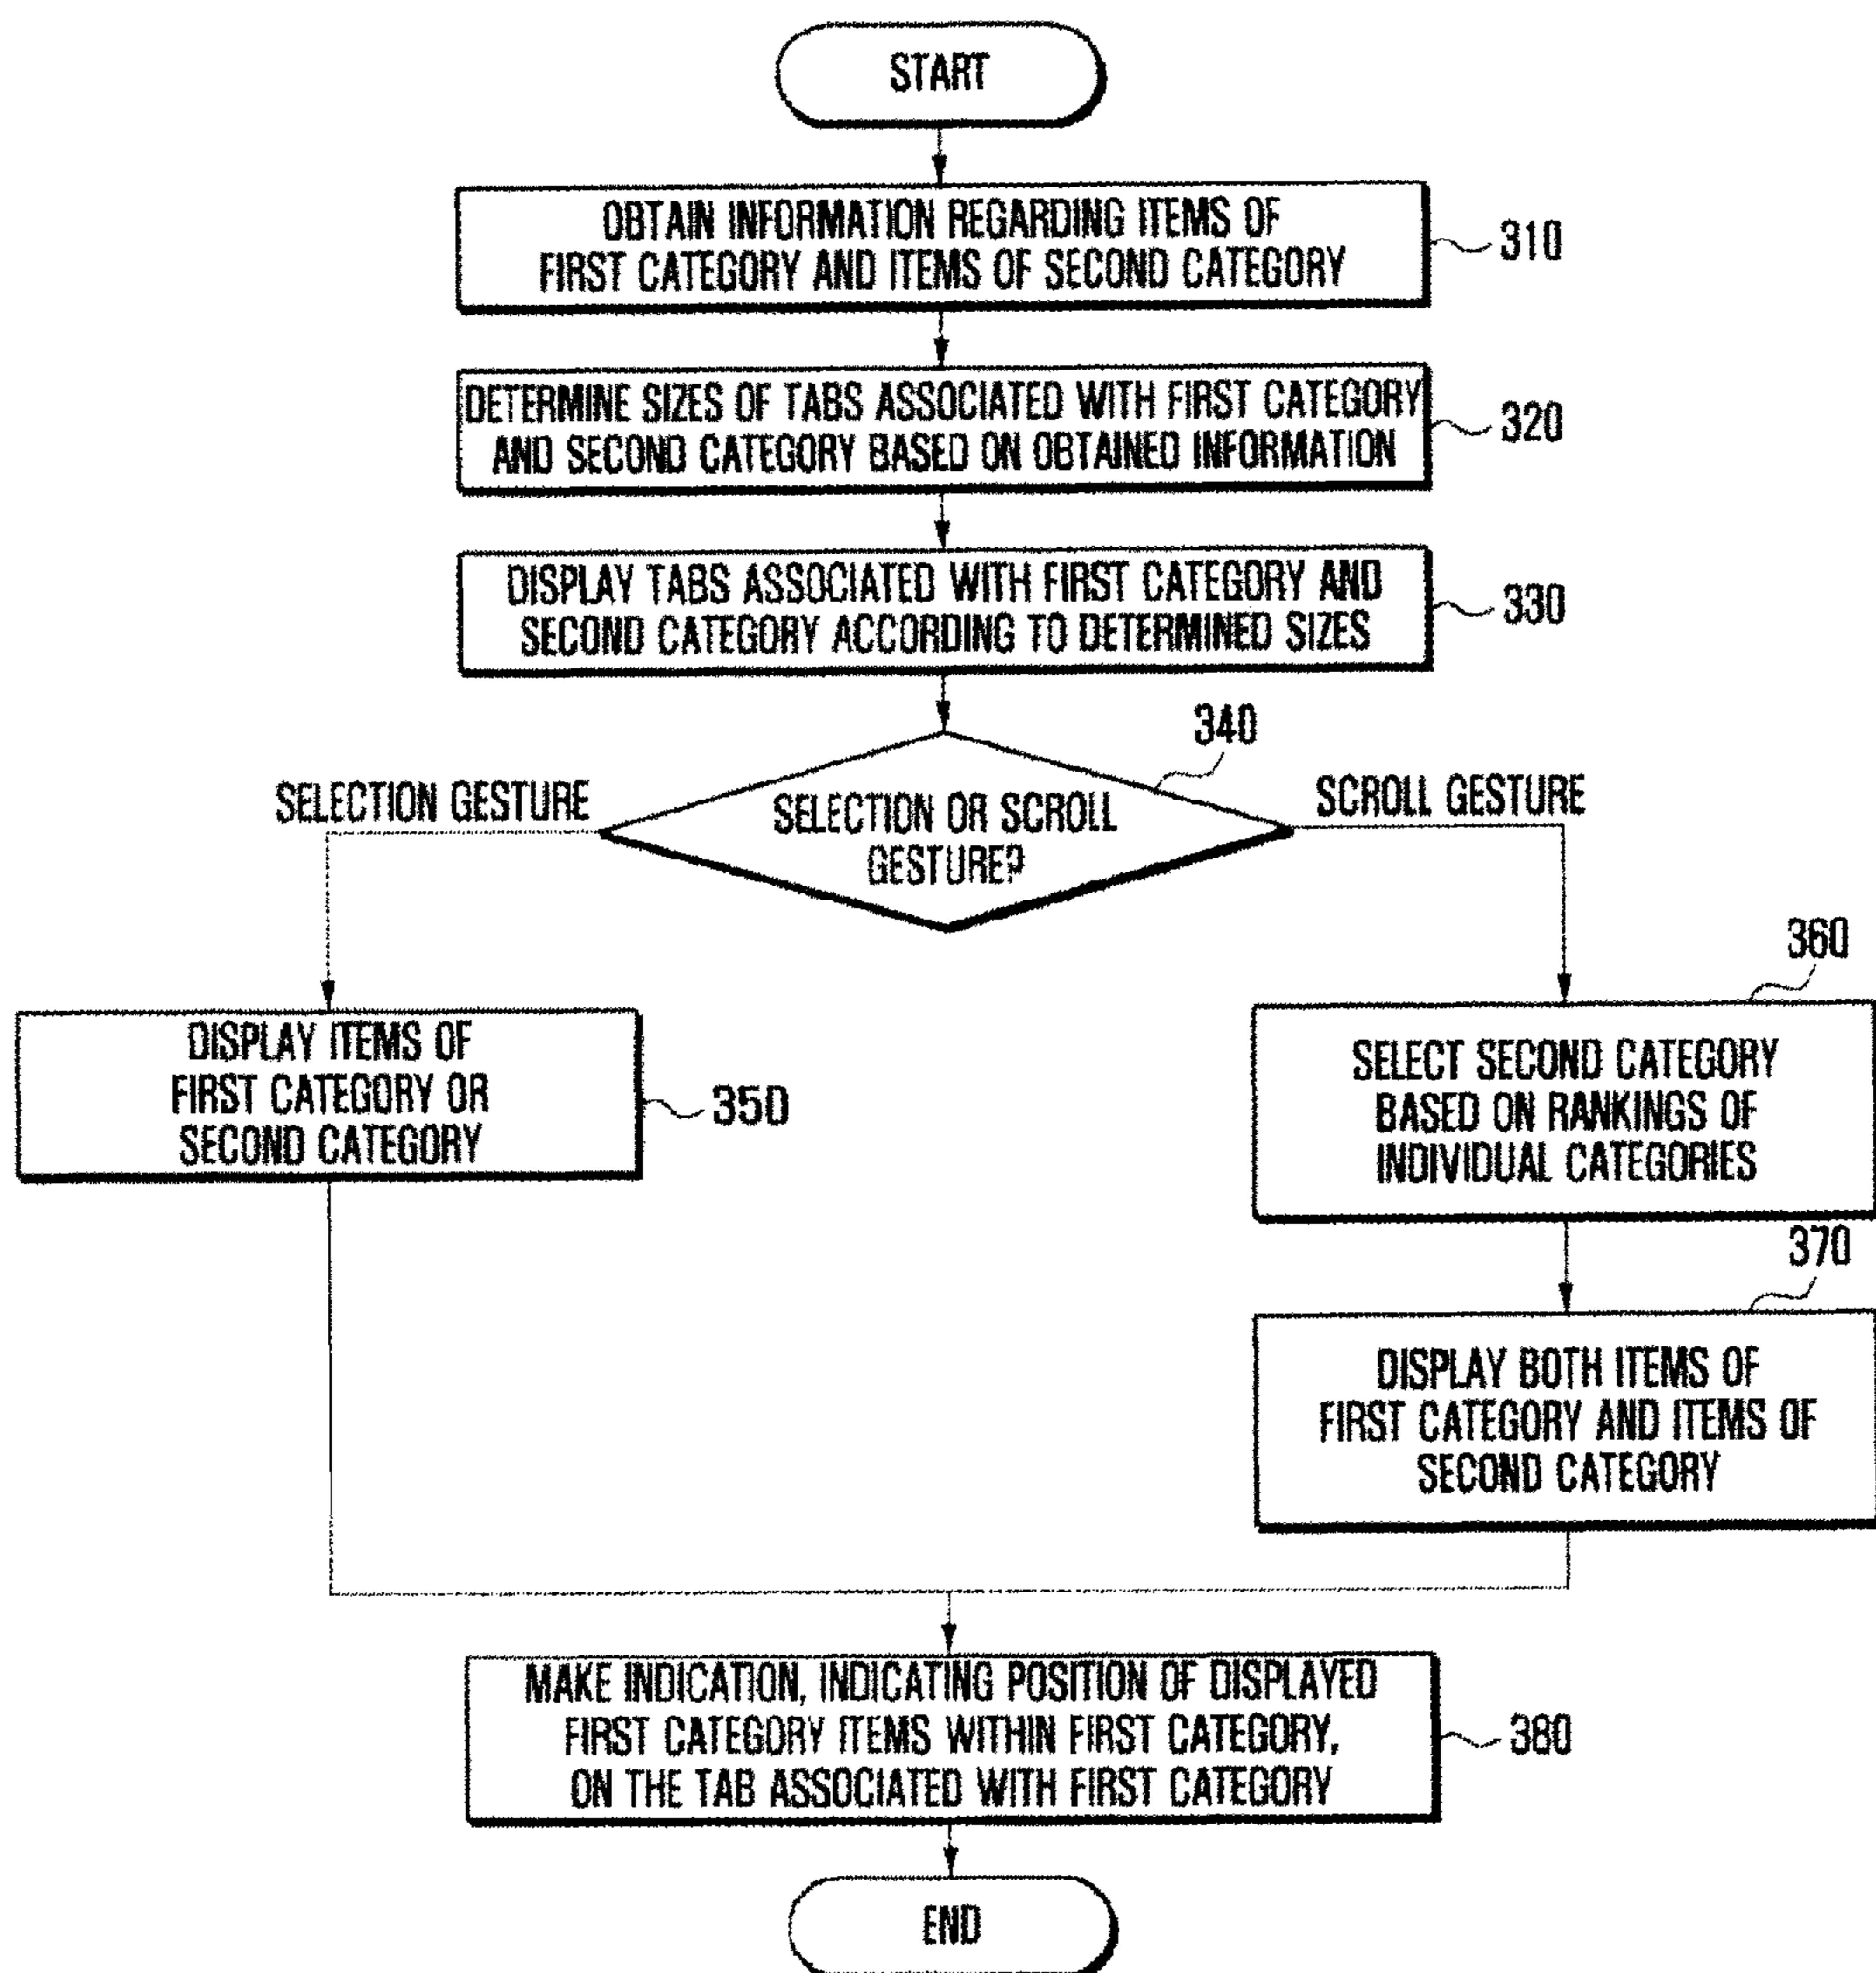 START
OBTAIN INFORMATION REGARDING ITEMS OF
FIRST CATEGORY AND ITEMS OF SECOND CATEGORY
310
DETERMINE SIZES OF TABS ASSOCIATED WITH FIRST CATEGORY
AND SECOND CATEGORY BASED ON OBTAINED INFORMATION
320
DISPLAY TABS ASSOCIATED WITH FIRST CATEGORY AND
SECOND CATEGORY ACCORDING TO DETERMINED SIZES
330
340
SELECTION GESTURE
SELECTION OR SCROLL
GESTURE?
SCROLL GESTURE
DISPLAY ITEMS OF
FIRST CATEGORY OR
SECOND CATEGORY
350
360
SELECT SECOND CATEGORY
BASED ON RANKINGS OF
INDIVIDUAL CATEGORIES
370
DISPLAY BOTH ITEMS OF
FIRST CATEGORY AND ITEMS OF
SECOND CATEGORY
MAKE INDICATION, INDICATING POSITION OF DISPLAYED
FIRST CATEGORY ITEMS WITHIN FIRST CATEGORY,
ON THE TAB ASSOCIATED WITH FIRST CATEGORY
380
END